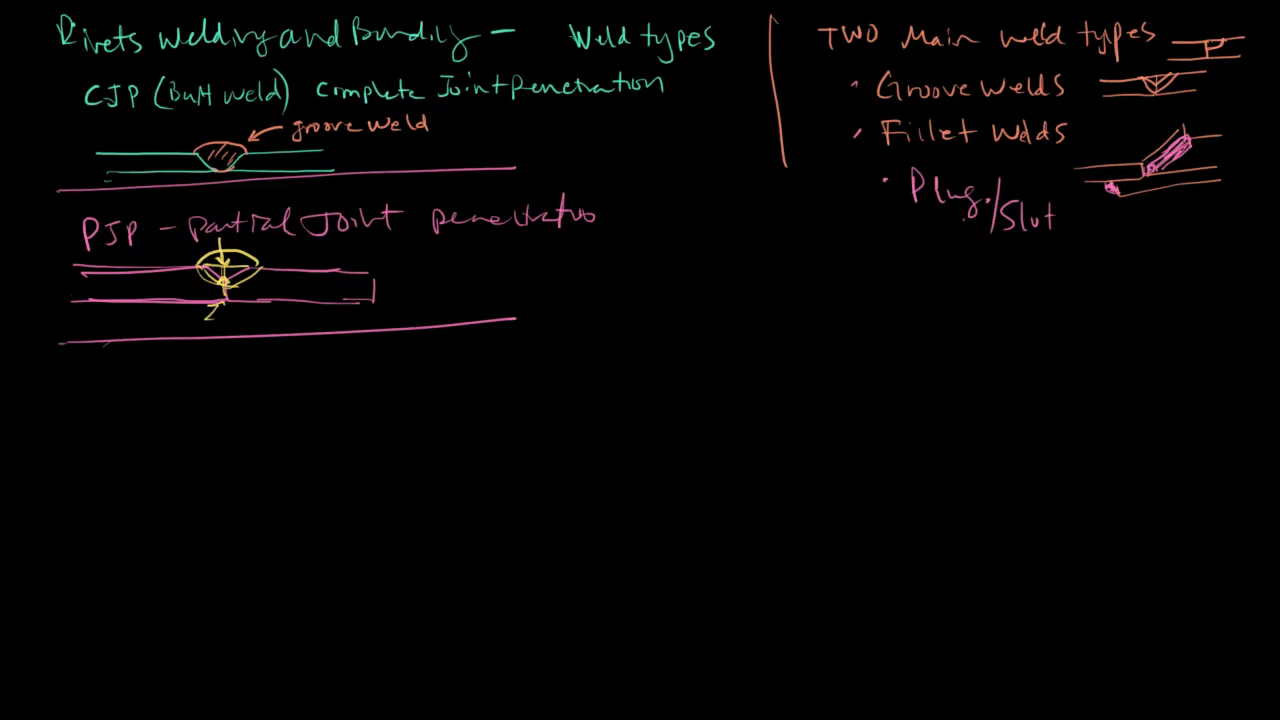 Rivets Welding and Bonding - Weld types
CJP (Butt weld) Complete Joint Penetration
groove weld
PJP - Partial Joint penetratio
TWO Main weld types
• Groove Welds
• Fillet Welds
• Plug/Slot